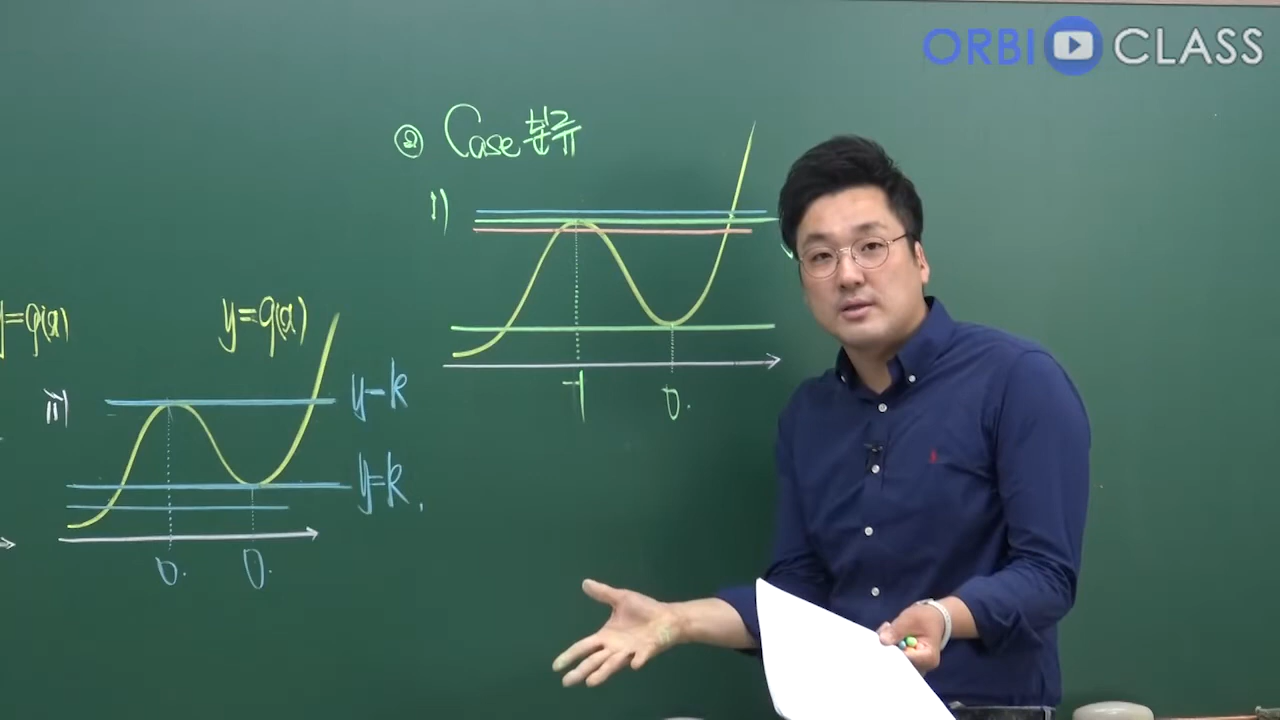 ORBI CLASS
② Case 분류
i)
-1
0.
y=g(x)
y=g(x)
ii)
y=k
y=k.
0.
0.